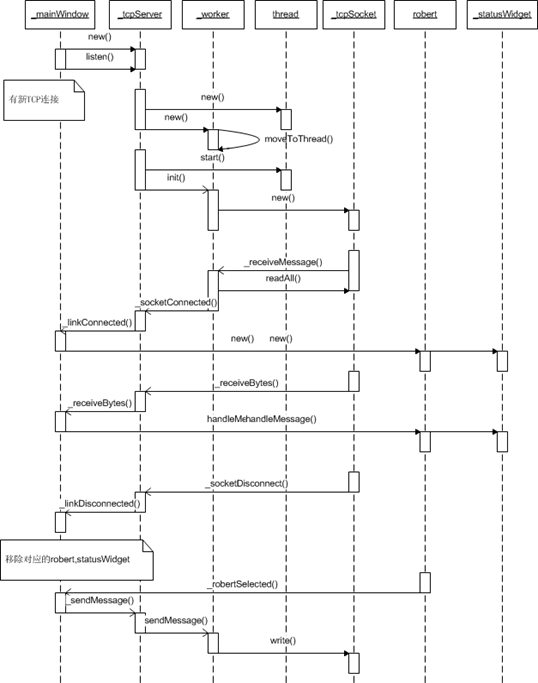 _mainWindow _tcpServer _worker thread _tcpSocket robert _statusWidget
new()
listen()
有新TCP连接
new()
new()
moveToThread()
start()
init()
new()
_receiveMessage()
readAll()
_socketConnected()
_linkConnected()
new() new()
_receiveBytes()
_receiveBytes()
handleMehandleMessage()
_socketDisconnect()
_linkDisconnected()
移除对应的robert,statusWidget
_robertSelected()
_sendMessage()
sendMessage()
write()